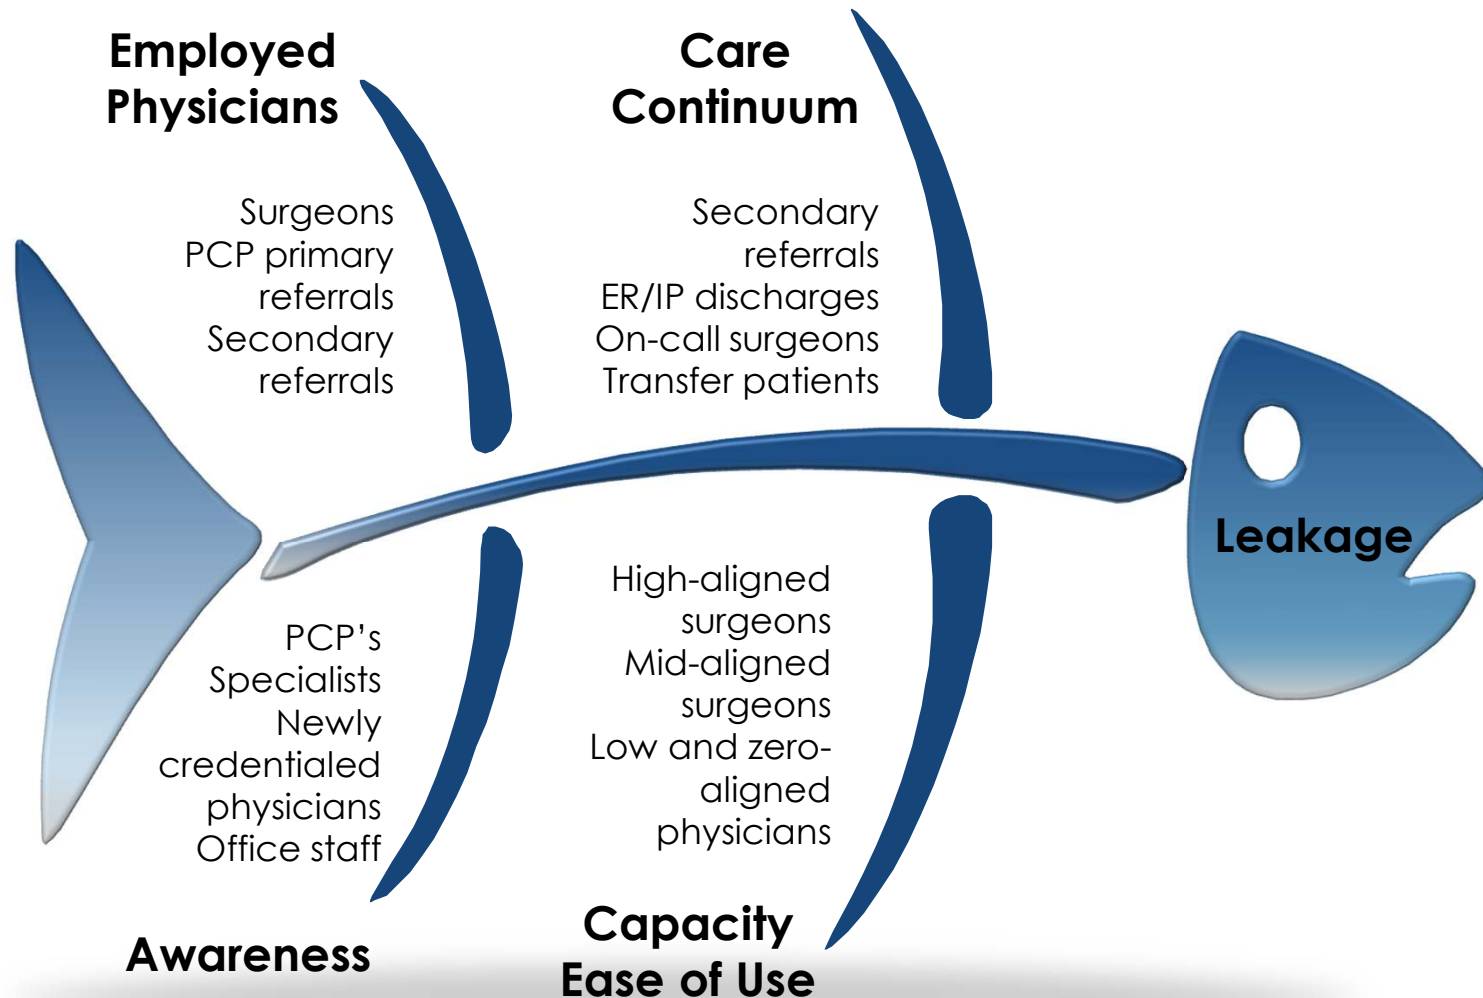 Employed
Physicians
Surgeons
PCP primary
referrals
Secondary
referrals
Care
Continuum
Secondary
referrals
ER/IP discharges
On-call surgeons
Transfer patients
Leakage
PCP’s
Specialists
Newly
credentialed
physicians
Office staff
Awareness
High-aligned
surgeons
Mid-aligned
surgeons
Low and zero-
aligned
physicians
Capacity
Ease of Use